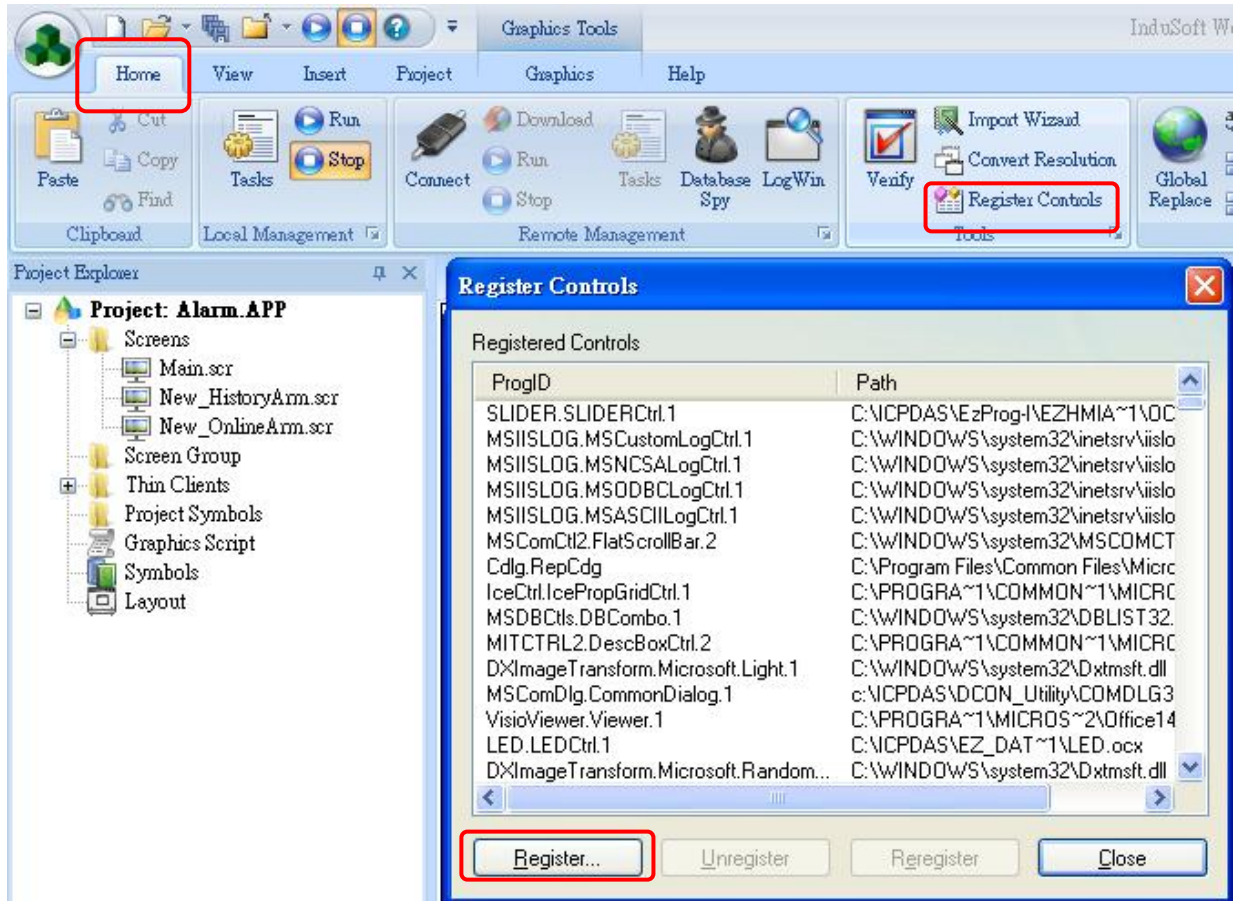 Graphics Tools
InduSoft We
Home View Insert Project Graphics Help
Paste
Cut
Copy
Find
Clipboard
Tasks
Run
Stop
Local Management
Connect
Download
Run
Stop
Tasks
Database Spy
LogWin
Remote Management
Verify
Import Wizard
Convert Resolution
Register Controls
Tools
Global Replace
Project Explorer
Project: Alarm.APP
Screens
Main.scr
New_HistoryArm.scr
New_OnlineArm.scr
Screen Group
Thin Clients
Project Symbols
Graphics Script
Symbols
Layout
Register Controls
Registered Controls
ProgID Path
SLIDER.SLIDERCtrl.1 C:\ICPDAS\EzProg-I\EZHMIA~1\OC
MSIISLOG.MSCustomLogCtrl.1 C:\WINDOWS\system32\inetsrv\iislo
MSIISLOG.MSNCSALogCtrl.1 C:\WINDOWS\system32\inetsrv\iislo
MSIISLOG.MSODBCLogCtrl.1 C:\WINDOWS\system32\inetsrv\iislo
MSIISLOG.MSASCIILogCtrl.1 C:\WINDOWS\system32\inetsrv\iislo
MSComCtl2.FlatScrollBar.2 C:\WINDOWS\system32\MSCOMCT
Cdlg.RepCdg C:\Program Files\Common Files\Micro
IceCtrl.IcePropGridCtrl.1 C:\PROGRA~1\COMMON~1\MICRO
MSDBCtls.DBCombo.1 C:\WINDOWS\system32\DBLIST32.
MITCTRL2.DescBoxCtrl.2 C:\PROGRA~1\COMMON~1\MICRO
DXImageTransform.Microsoft.Light.1 C:\WINDOWS\system32\Dxtmsft.dll
MSComDlg.CommonDialog.1 c:\ICPDAS\DCON_Utility\COMDLG3
VisioViewer.Viewer.1 C:\PROGRA~1\MICROS~2\Office14
LED.LEDCtrl.1 C:\ICPDAS\EZ_DAT~1\LED.ocx
DXImageTransform.Microsoft.Random... C:\WINDOWS\system32\Dxtmsft.dll
Register... Unregister Reregister Close